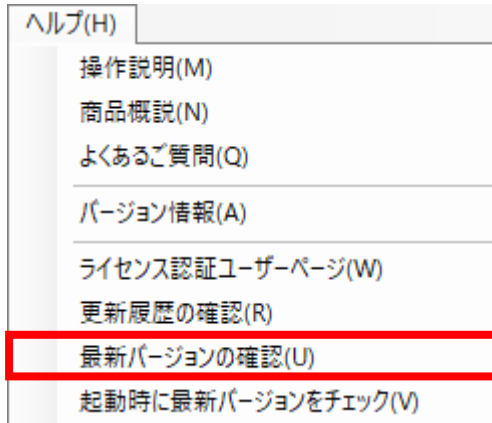 ヘルプ(H)
操作説明(M)
商品概説(N)
よくあるご質問(Q)
バージョン情報(A)
ライセンス認証ユーザーページ(W)
更新履歴の確認(R)
最新バージョンの確認(U)
起動時に最新バージョンをチェック(V)